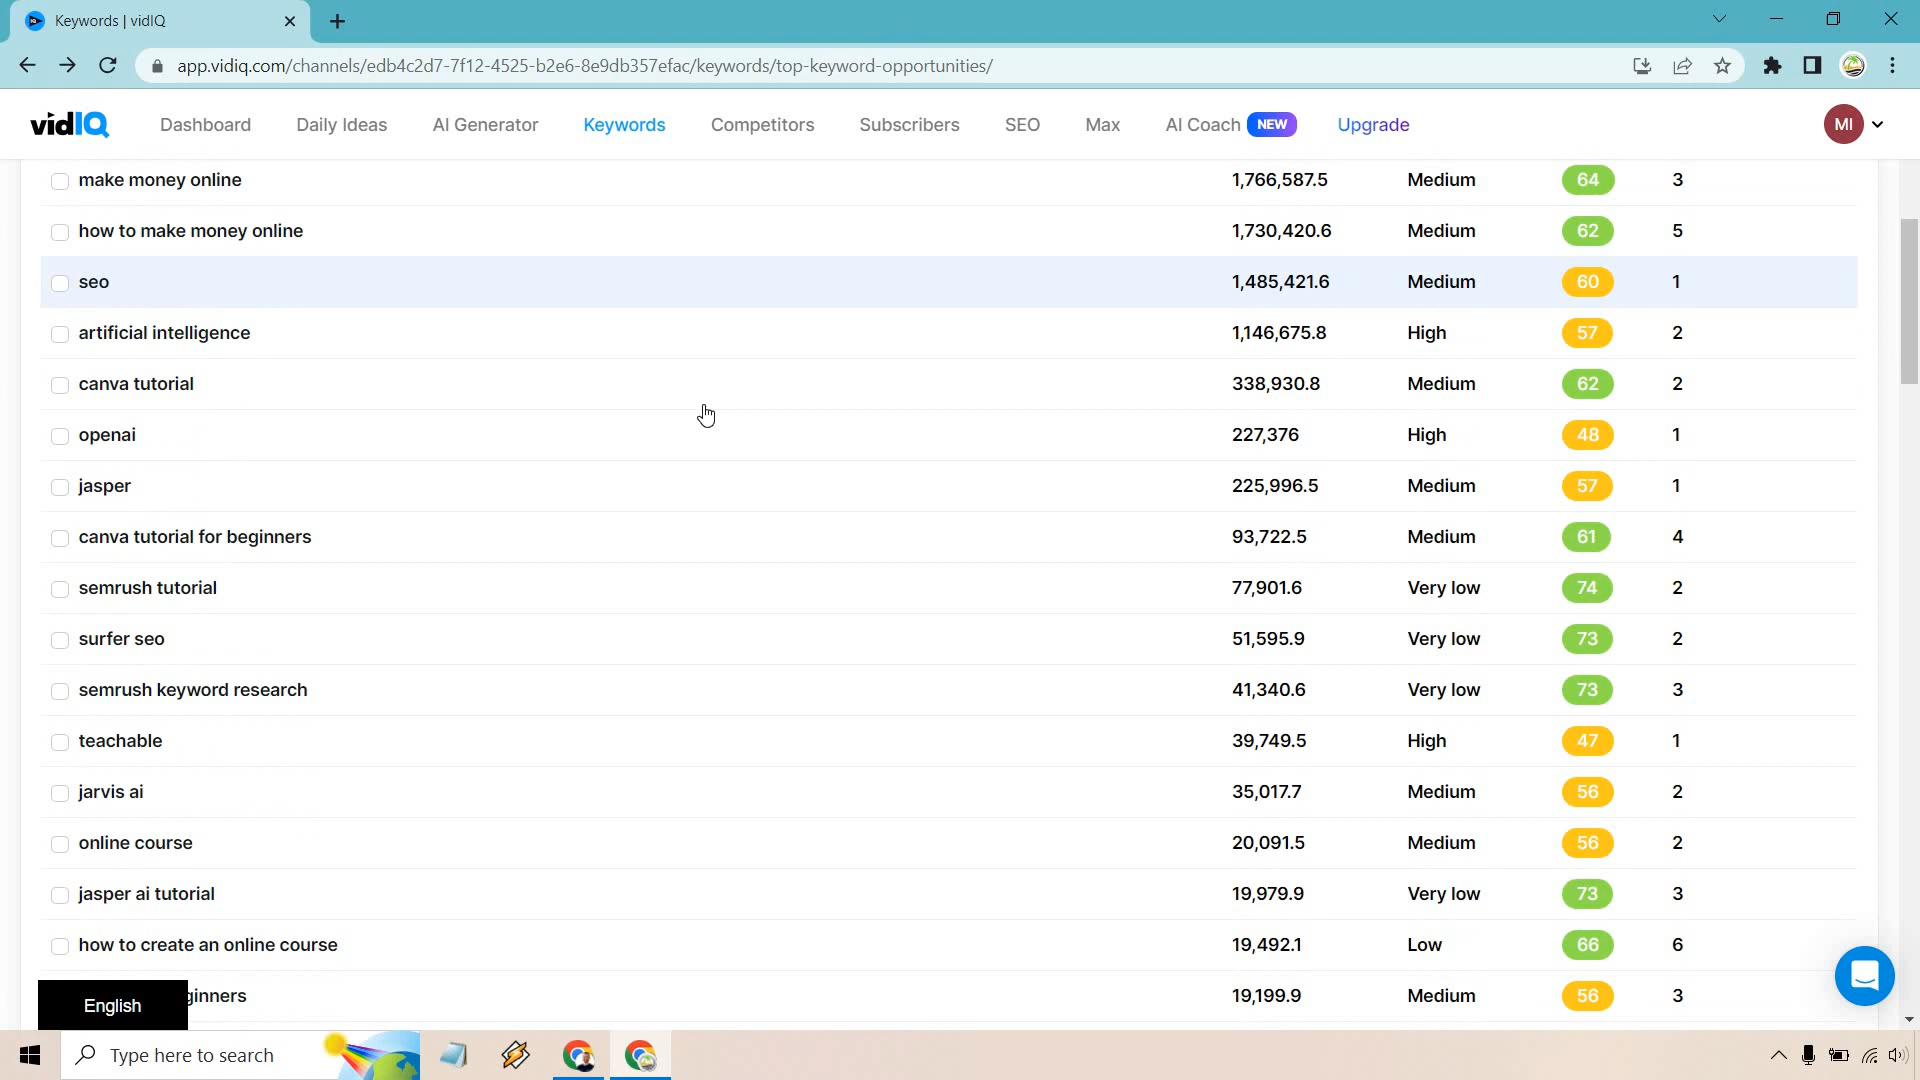 Keywords | vidIQ
app.vidiq.com/channels/edb4c2d7-7f12-4525-b2e6-8e9db357efac/keywords/top-keyword-opportunities/
vidIQ Dashboard Daily Ideas AI Generator Keywords Competitors Subscribers SEO Max AI Coach NEW Upgrade MI
make money online 1,766,587.5 Medium 64 3
how to make money online 1,730,420.6 Medium 62 5
seo 1,485,421.6 Medium 60 1
artificial intelligence 1,146,675.8 High 57 2
canva tutorial 338,930.8 Medium 62 2
openai 227,376 High 48 1
jasper 225,996.5 Medium 57 1
canva tutorial for beginners 93,722.5 Medium 61 4
semrush tutorial 77,901.6 Very low 74 2
surfer seo 51,595.9 Very low 73 2
semrush keyword research 41,340.6 Very low 73 3
teachable 39,749.5 High 47 1
jarvis ai 35,017.7 Medium 56 2
online course 20,091.5 Medium 56 2
jasper ai tutorial 19,979.9 Very low 73 3
how to create an online course 19,492.1 Low 66 6
ginners 19,199.9 Medium 56 3
English
Type here to search